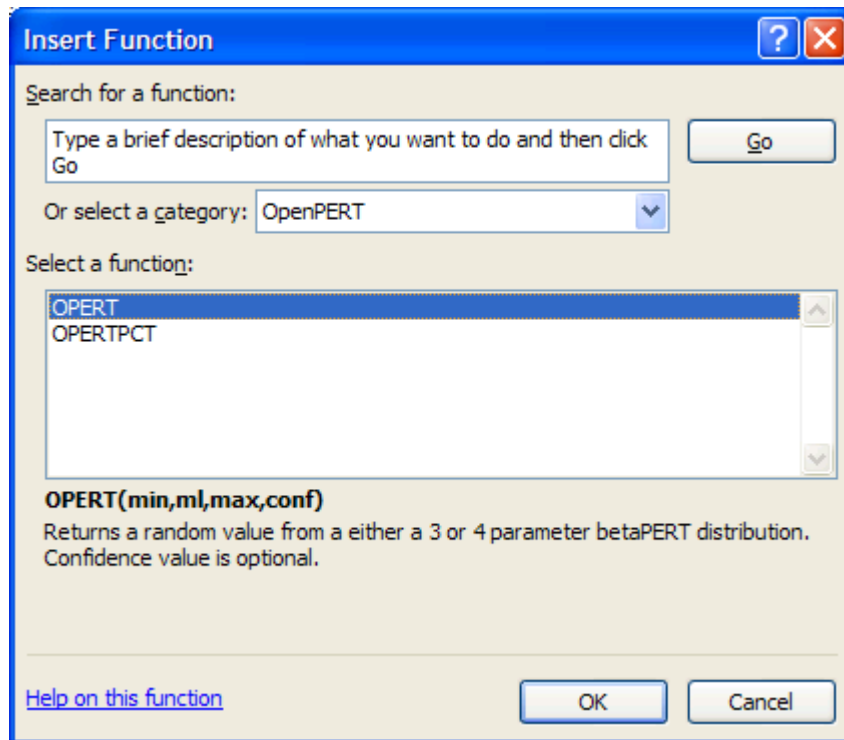 Insert Function
Search for a function:
Type a brief description of what you want to do and then click
Go
Go
Or select a category: OpenPERT
Select a function:
OPERT
OPERTPCT
OPERT(min,ml,max,conf)
Returns a random value from a either a 3 or 4 parameter betaPERT distribution.
Confidence value is optional.
Help on this function
OK
Cancel